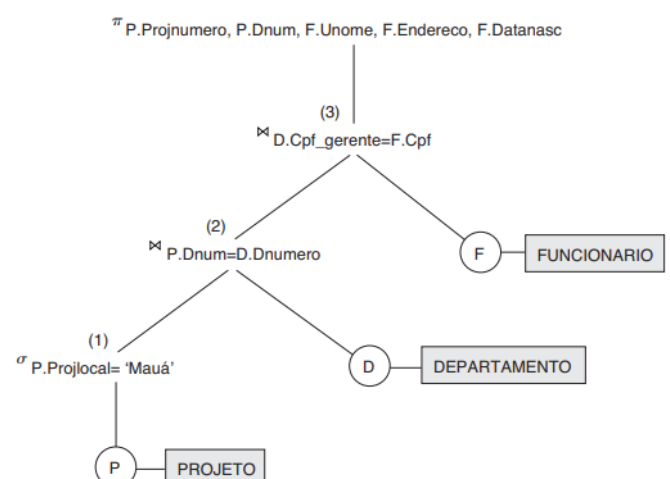 π P.Projnumero, P.Dnum, F.Unome, F.Endereco, F.Datanasc
(3)
⋈ D.Cpf_gerente=F.Cpf
(2)
⋈ P.Dnum=D.Dnumero
F
FUNCIONARIO
(1)
σ P.Projlocal= ‘Mauá’
D
DEPARTAMENTO
P
PROJETO